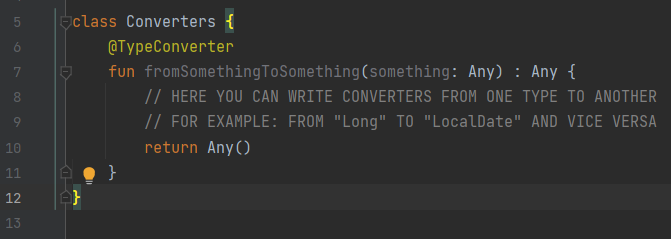 5 class Converters {
6 @TypeConverter
7 fun fromSomethingToSomething(something: Any) : Any {
8 // HERE YOU CAN WRITE CONVERTERS FROM ONE TYPE TO ANOTHER
9 // FOR EXAMPLE: FROM "Long" TO "LocalDate" AND VICE VERSA
10 return Any()
11 }
12 }
13